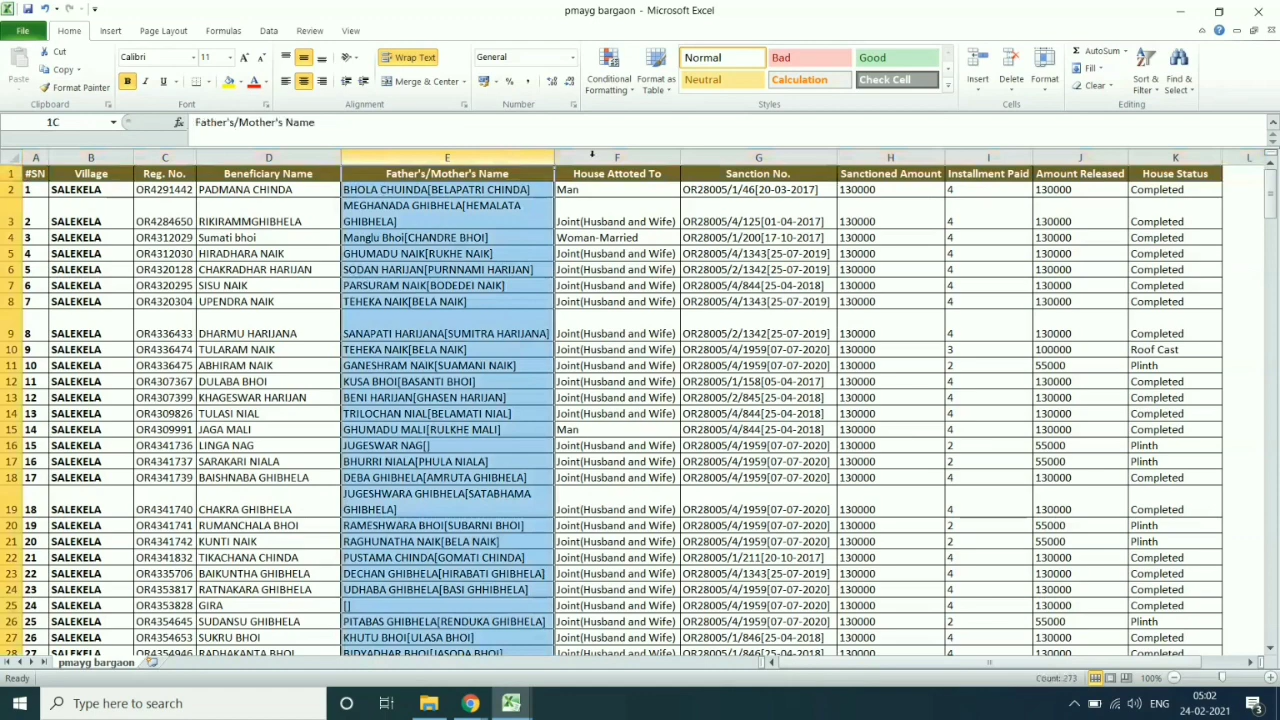 pmayg bargaon - Microsoft Excel
File Home Insert Page Layout Formulas Data Review View
Cut
Copy
Format Painter
Paste
Clipboard
Calibri 11
Font
Wrap Text
Merge & Center
Alignment
General
Number
Conditional Formatting
Format as Table
Normal Bad Good
Neutral Calculation Check Cell
Styles
Insert Delete Format
Cells
AutoSum
Fill
Clear
Sort & Filter
Find & Select
Editing
1C fx Father's/Mother's Name
A B C D E F G H I J K L
1 #SN Village Reg. No. Beneficiary Name Father's/Mother's Name House Attoted To Sanction No. Sanctioned Amount Installment Paid Amount Released House Status
2 1 SALEKELA OR4291442 PADMANA CHINDA BHOLA CHUINDA[BELAPATRI CHINDA] Man OR28005/1/46[20-03-2017] 130000 4 130000 Completed
3 2 SALEKELA OR4284650 RIKIRAMMGHIBHELA MEGHANADA GHIBHELA[HEMALATA GHIBHELA] Joint(Husband and Wife) OR28005/4/125[01-04-2017] 130000 4 130000 Completed
4 3 SALEKELA OR4312029 Sumati bhoi Manglu Bhoi[CHANDRE BHOI] Woman-Married OR28005/1/200[17-10-2017] 130000 4 130000 Completed
5 4 SALEKELA OR4312030 HIRADHARA NAIK GHUMADU NAIK[RUKHE NAIK] Joint(Husband and Wife) OR28005/4/1343[25-07-2019] 130000 4 130000 Completed
6 5 SALEKELA OR4320128 CHAKRADHAR HARIJAN SODAN HARIJAN[PURNNAMI HARIJAN] Joint(Husband and Wife) OR28005/2/1342[25-07-2019] 130000 4 130000 Completed
7 6 SALEKELA OR4320295 SISU NAIK PARSURAM NAIK[BODEDEI NAIK] Joint(Husband and Wife) OR28005/4/844[25-04-2018] 130000 4 130000 Completed
8 7 SALEKELA OR4320304 UPENDRA NAIK TEHEKA NAIK[BELA NAIK] Joint(Husband and Wife) OR28005/4/1343[25-07-2019] 130000 4 130000 Completed
9 8 SALEKELA OR4336433 DHARMU HARIJANA SANAPATI HARIJANA[SUMITRA HARIJANA] Joint(Husband and Wife) OR28005/2/1342[25-07-2019] 130000 4 130000 Completed
10 9 SALEKELA OR4336474 TULARAM NAIK TEHEKA NAIK[BELA NAIK] Joint(Husband and Wife) OR28005/4/1959[07-07-2020] 130000 3 100000 Roof Cast
11 10 SALEKELA OR4336475 ABHIRAM NAIK GANESHRAM NAIK[SUAMANI NAIK] Joint(Husband and Wife) OR28005/4/1959[07-07-2020] 130000 2 55000 Plinth
12 11 SALEKELA OR4307367 DULABA BHOI KUSA BHOI[BASANTI BHOI] Joint(Husband and Wife) OR28005/1/158[05-04-2017] 130000 4 130000 Completed
13 12 SALEKELA OR4307399 KHAGESWAR HARIJAN BENI HARIJAN[GHASEN HARIJAN] Joint(Husband and Wife) OR28005/2/845[25-04-2018] 130000 4 130000 Completed
14 13 SALEKELA OR4309826 TULASI NIAL TRILOCHAN NIAL[BELAMATI NIAL] Joint(Husband and Wife) OR28005/4/844[25-04-2018] 130000 4 130000 Completed
15 14 SALEKELA OR4309991 JAGA MALI GHUMADU MALI[RULKHE MALI] Man OR28005/4/844[25-04-2018] 130000 4 130000 Completed
16 15 SALEKELA OR4341736 LINGA NAG JUGESWAR NAG[] Joint(Husband and Wife) OR28005/4/1959[07-07-2020] 130000 2 55000 Plinth
17 16 SALEKELA OR4341737 SARAKARI NIALA BHURRI NIALA[PHULA NIALA] Joint(Husband and Wife) OR28005/4/1959[07-07-2020] 130000 2 55000 Plinth
18 17 SALEKELA OR4341739 BAISHNABA GHIBHELA DEBA GHIBHELA[AMRUTA GHIBHELA] Joint(Husband and Wife) OR28005/4/1959[07-07-2020] 130000 4 130000 Completed
19 18 SALEKELA OR4341740 CHAKRA GHIBHELA JUGESHWARA GHIBHELA[SATABHAMA GHIBHELA] Joint(Husband and Wife) OR28005/4/1959[07-07-2020] 130000 4 130000 Completed
20 19 SALEKELA OR4341741 RUMANCHALA BHOI RAMESHWARA BHOI[SUBARNI BHOI] Joint(Husband and Wife) OR28005/4/1959[07-07-2020] 130000 2 55000 Plinth
21 20 SALEKELA OR4341742 KUNTI NAIK RAGHUNATHA NAIK[BELA NAIK] Joint(Husband and Wife) OR28005/4/1959[07-07-2020] 130000 2 55000 Plinth
22 21 SALEKELA OR4341832 TIKACHANA CHINDA PUSTAMA CHINDA[GOMATI CHINDA] Joint(Husband and Wife) OR28005/1/211[20-10-2017] 130000 4 130000 Completed
23 22 SALEKELA OR4335706 BAIKUNTHA GHIBHELA DECHAN GHIBHELA[HIRABATI GHIBHELA] Joint(Husband and Wife) OR28005/4/1343[25-07-2019] 130000 4 130000 Completed
24 23 SALEKELA OR4353817 RATNAKARA GHIBHELA UDHABA GHIBHELA[BASI GHHIBHELA] Joint(Husband and Wife) OR28005/4/1959[07-07-2020] 130000 4 130000 Completed
25 24 SALEKELA OR4353828 GIRA [] Joint(Husband and Wife) OR28005/4/1959[07-07-2020] 130000 4 130000 Completed
26 25 SALEKELA OR4354645 SUDANSU GHIBHELA PITABAS GHIBHELA[RENDUKA GHIBHELA] Joint(Husband and Wife) OR28005/4/1959[07-07-2020] 130000 2 55000 Plinth
27 26 SALEKELA OR4354653 SUKRU BHOI KHUTU BHOI[ULASA BHOI] Joint(Husband and Wife) OR28005/1/846[25-04-2018] 130000 4 130000 Completed
28 27 SALEKELA OR4354946 RADHAKANTA BHOI BIDYADHAR BHOI[JASODA BHOI] Joint(Husband and Wife) OR28005/1/846[25-04-2018] 130000 4 130000 Completed
pmayg bargaon
Ready Count: 273 100%
Type here to search
ENG
05:02
24-02-2021
3